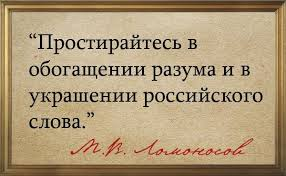 “Простирайтесь в
обогащении разума и в
украшении российского
слова.”
М.В. Ломоносов